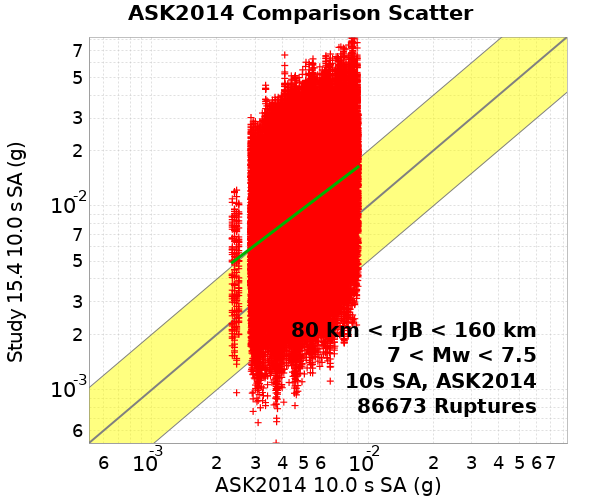 ASK2014 Comparison Scatter
Study 15.4 10.0 s SA (g)
7
5
3
2
10-2
7
5
3
2
10-3
6
80 km < rJB < 160 km
7 < Mw < 7.5
10s SA, ASK2014
86673 Ruptures
6 10-3 2 3 4 5 6 10-2 2 3 4 5 6 7
ASK2014 10.0 s SA (g)